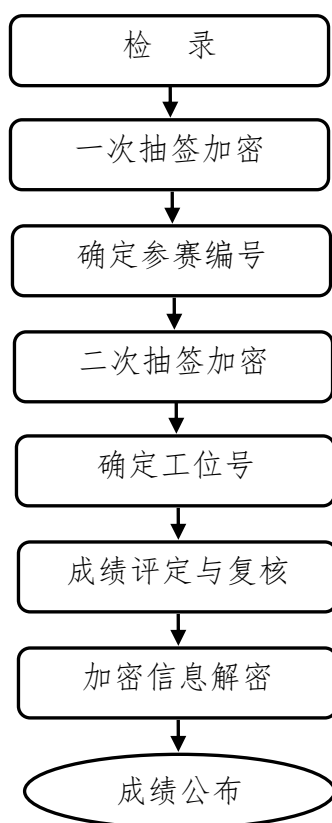 检 录
一次抽签加密
确定参赛编号
二次抽签加密
确定工位号
成绩评定与复核
加密信息解密
成绩公布